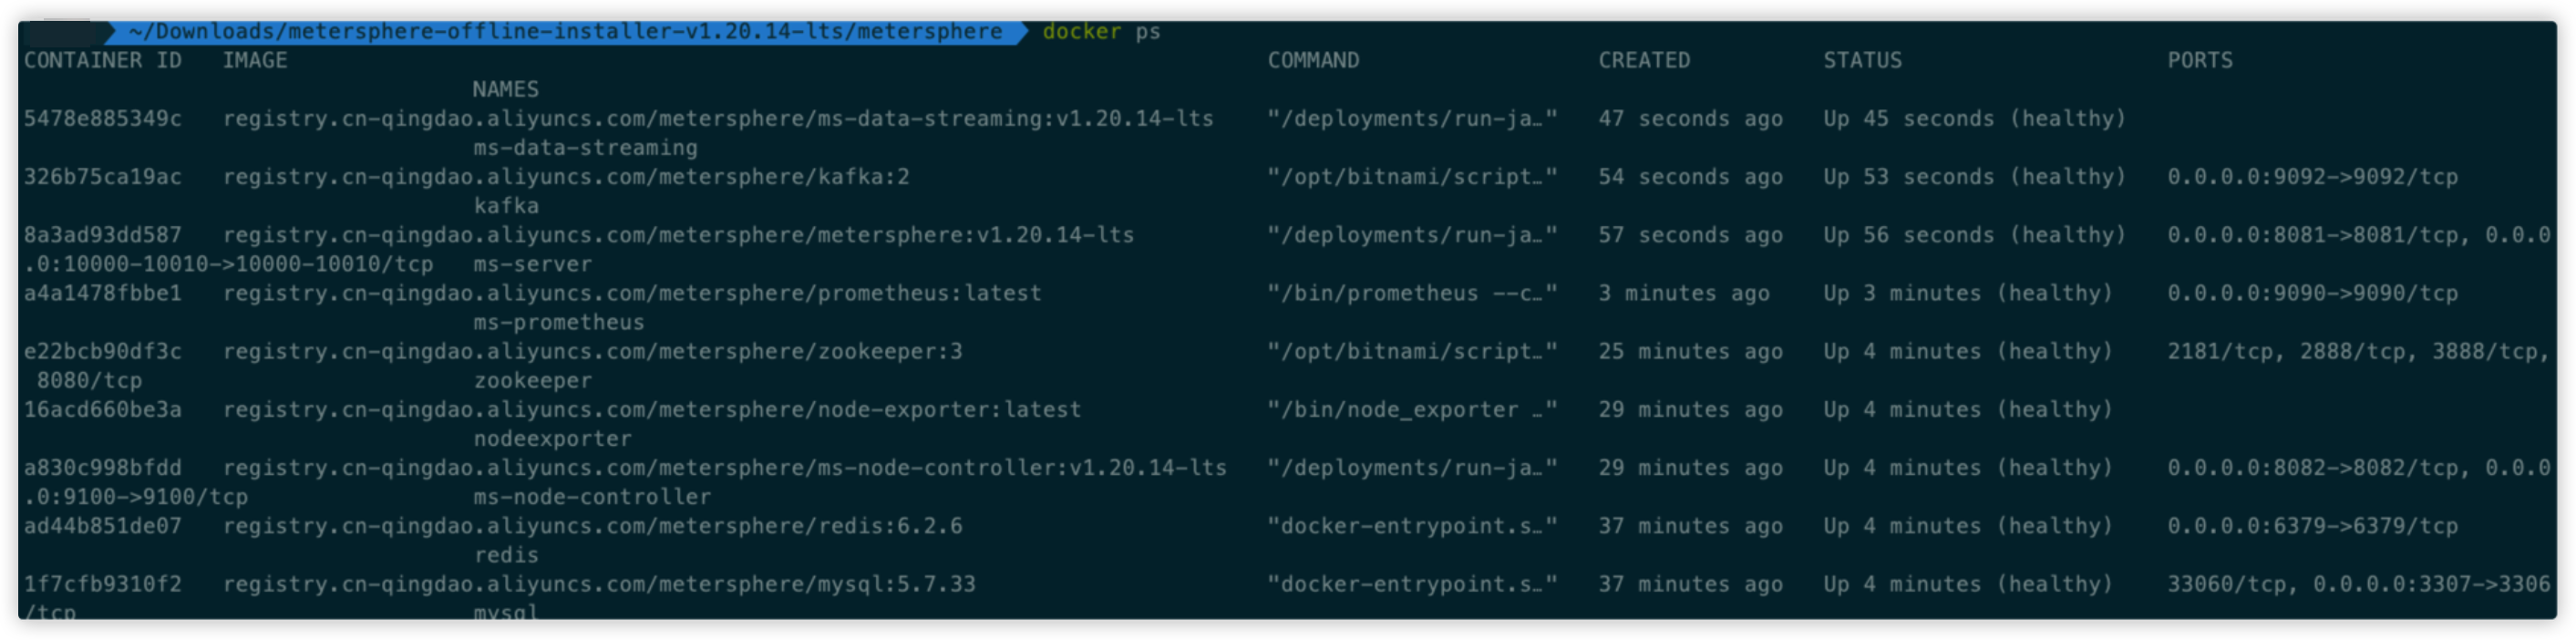 ~/Downloads/metersphere-offline-installer-v1.20.14-lts/metersphere docker ps
CONTAINER ID IMAGE COMMAND CREATED STATUS PORTS
NAMES
5478e885349c registry.cn-qingdao.aliyuncs.com/metersphere/ms-data-streaming:v1.20.14-lts "/deployments/run-ja…" 47 seconds ago Up 45 seconds (healthy)
ms-data-streaming
326b75ca19ac registry.cn-qingdao.aliyuncs.com/metersphere/kafka:2 "/opt/bitnami/script…" 54 seconds ago Up 53 seconds (healthy) 0.0.0.0:9092->9092/tcp
kafka
8a3ad93dd587 registry.cn-qingdao.aliyuncs.com/metersphere/metersphere:v1.20.14-lts "/deployments/run-ja…" 57 seconds ago Up 56 seconds (healthy) 0.0.0.0:8081->8081/tcp, 0.0.0
.0:10000-10010->10000-10010/tcp ms-server
a4a1478fbbe1 registry.cn-qingdao.aliyuncs.com/metersphere/prometheus:latest "/bin/prometheus --c…" 3 minutes ago Up 3 minutes (healthy) 0.0.0.0:9090->9090/tcp
ms-prometheus
e22bcb90df3c registry.cn-qingdao.aliyuncs.com/metersphere/zookeeper:3 "/opt/bitnami/script…" 25 minutes ago Up 4 minutes (healthy) 2181/tcp, 2888/tcp, 3888/tcp,
8080/tcp zookeeper
16acd660be3a registry.cn-qingdao.aliyuncs.com/metersphere/node-exporter:latest "/bin/node_exporter …" 29 minutes ago Up 4 minutes (healthy)
nodeexporter
a830c998bfdd registry.cn-qingdao.aliyuncs.com/metersphere/ms-node-controller:v1.20.14-lts "/deployments/run-ja…" 29 minutes ago Up 4 minutes (healthy) 0.0.0.0:8082->8082/tcp, 0.0.0
.0:9100->9100/tcp ms-node-controller
ad44b851de07 registry.cn-qingdao.aliyuncs.com/metersphere/redis:6.2.6 "docker-entrypoint.s…" 37 minutes ago Up 4 minutes (healthy) 0.0.0.0:6379->6379/tcp
redis
1f7cfb9310f2 registry.cn-qingdao.aliyuncs.com/metersphere/mysql:5.7.33 "docker-entrypoint.s…" 37 minutes ago Up 4 minutes (healthy) 33060/tcp, 0.0.0.0:3307->3306
/tcp mysql